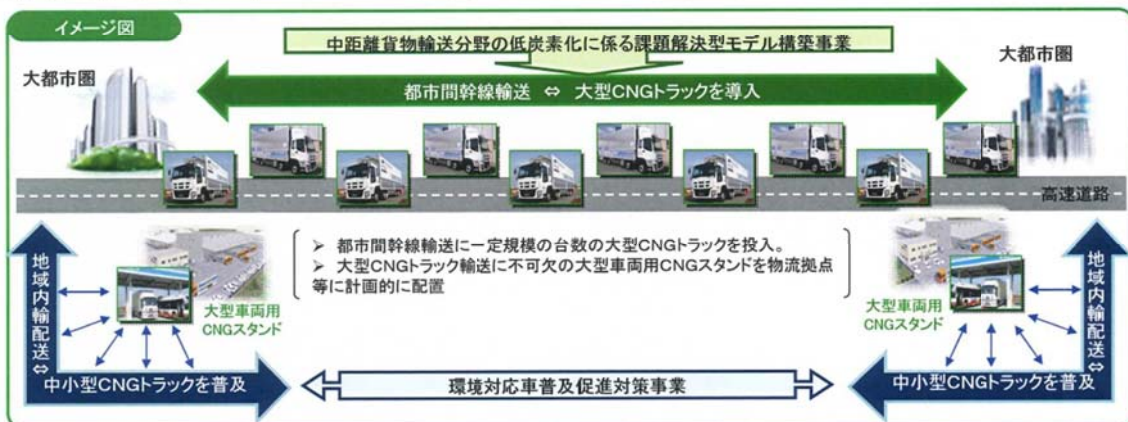 イメージ図
中距離貨物輸送分野の低炭素化に係る課題解決型モデル構築事業
大都市圏
大都市圏
都市間幹線輸送 ⇔ 大型CNGトラックを導入
高速道路
➢ 都市間幹線輸送に一定規模の台数の大型CNGトラックを投入。
➢ 大型CNGトラック輸送に不可欠の大型車両用CNGスタンドを物流拠点
等に計画的に配置
地域内輸配送⇔
大型車両用
CNGスタンド
中小型CNGトラックを普及
環境対応車普及促進対策事業
大型車両用
CNGスタンド
地域内輸配送⇔
中小型CNGトラックを普及